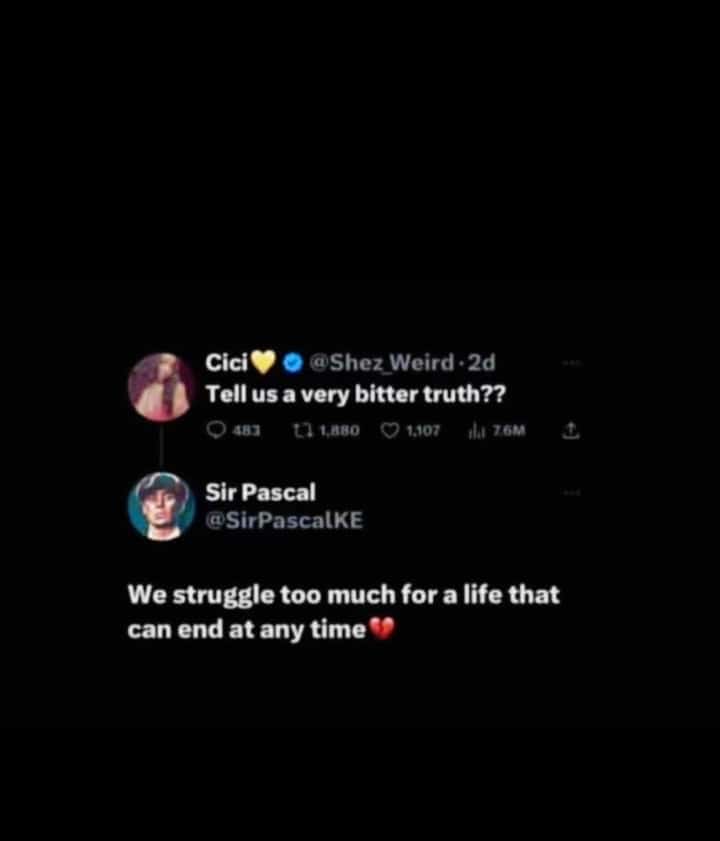 Cici💛 @Shez_Weird · 2d
Tell us a very bitter truth??
483 1,880 1,107 7.6M
Sir Pascal
@SirPascalKE
We struggle too much for a life that
can end at any time💔